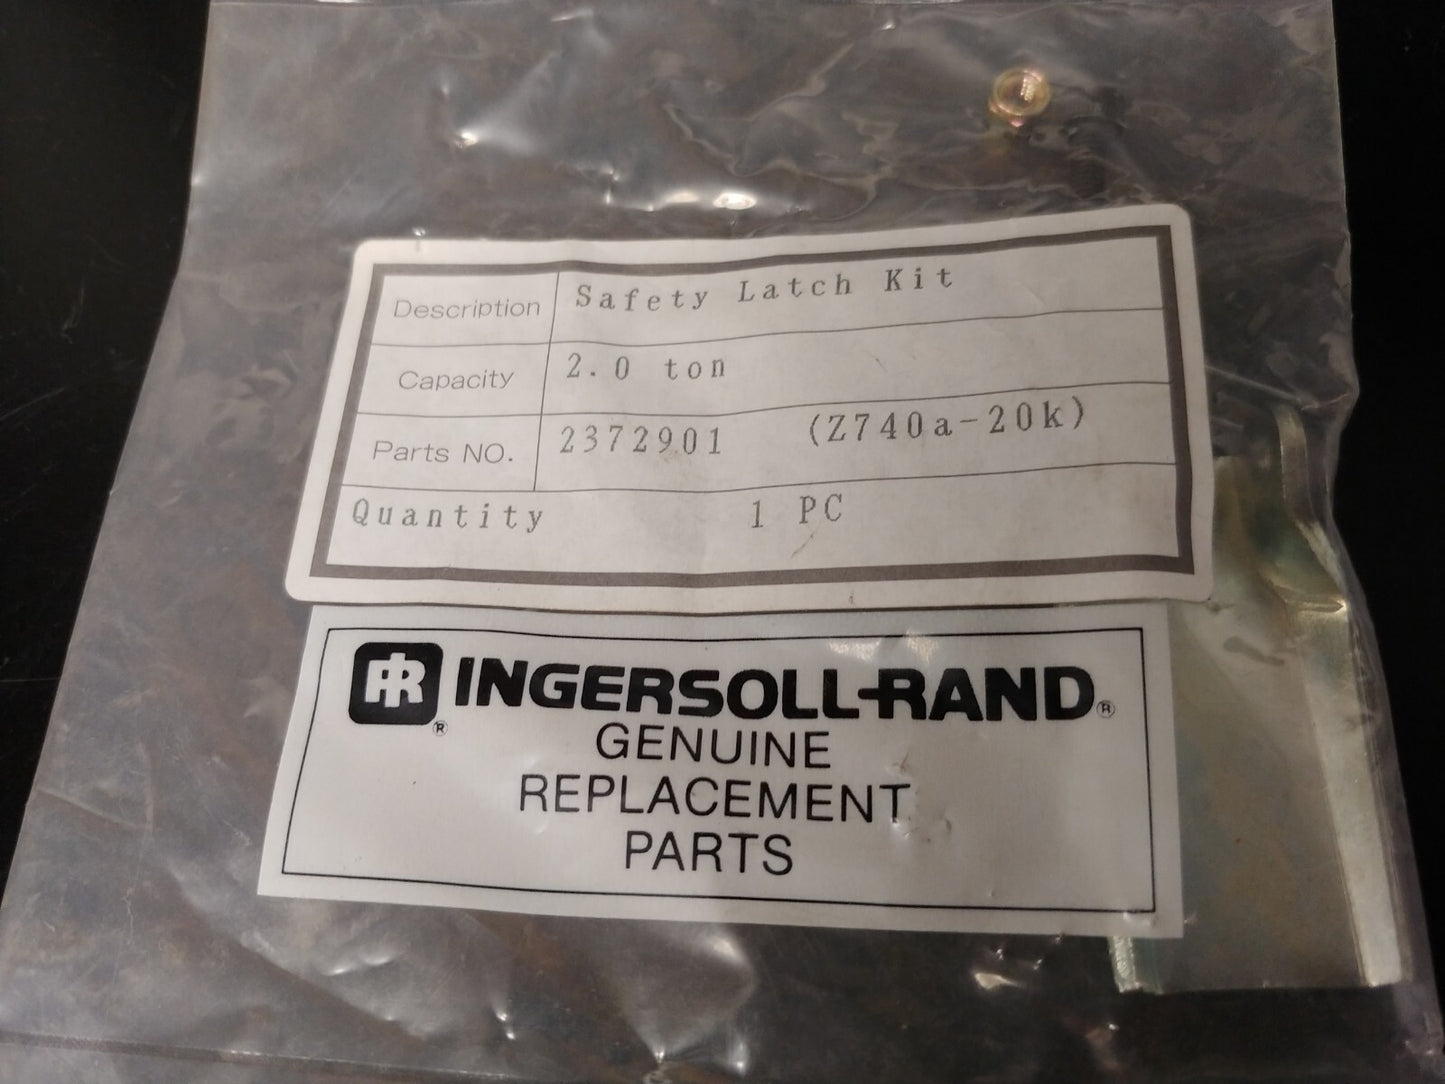 Description Safety Latch Kit
Capacity 2.0 ton
Parts NO. 2372901 (Z740a-20k)
Quantity 1 PC
IR INGERSOLL-RAND®
®
GENUINE
REPLACEMENT
PARTS